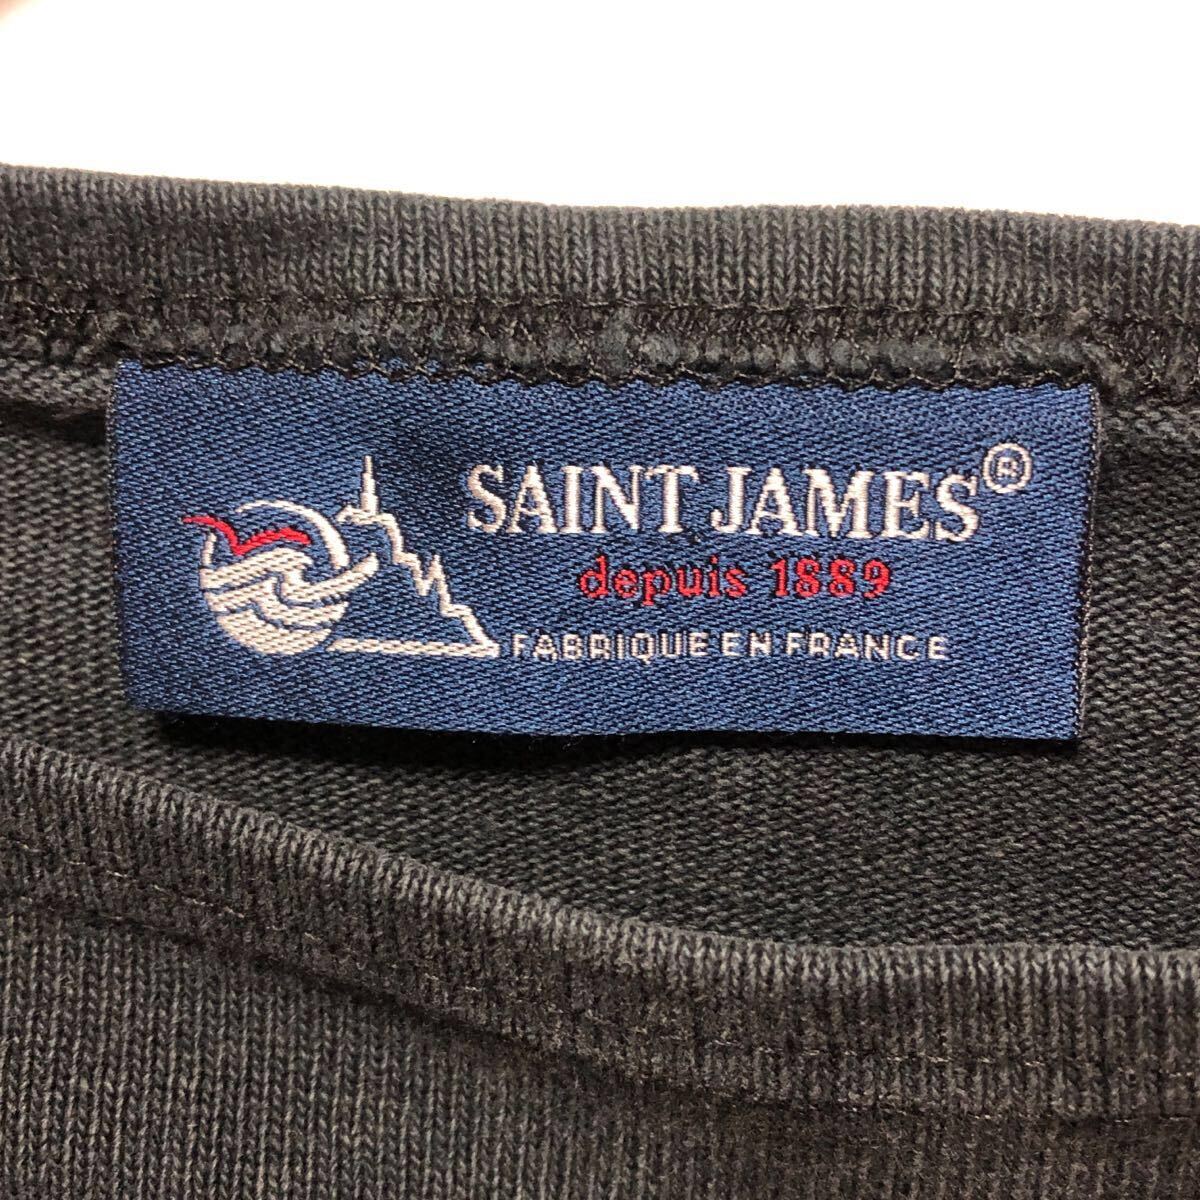 SAINT JAMES®
depuis 1889
FABRIQUE EN FRANCE